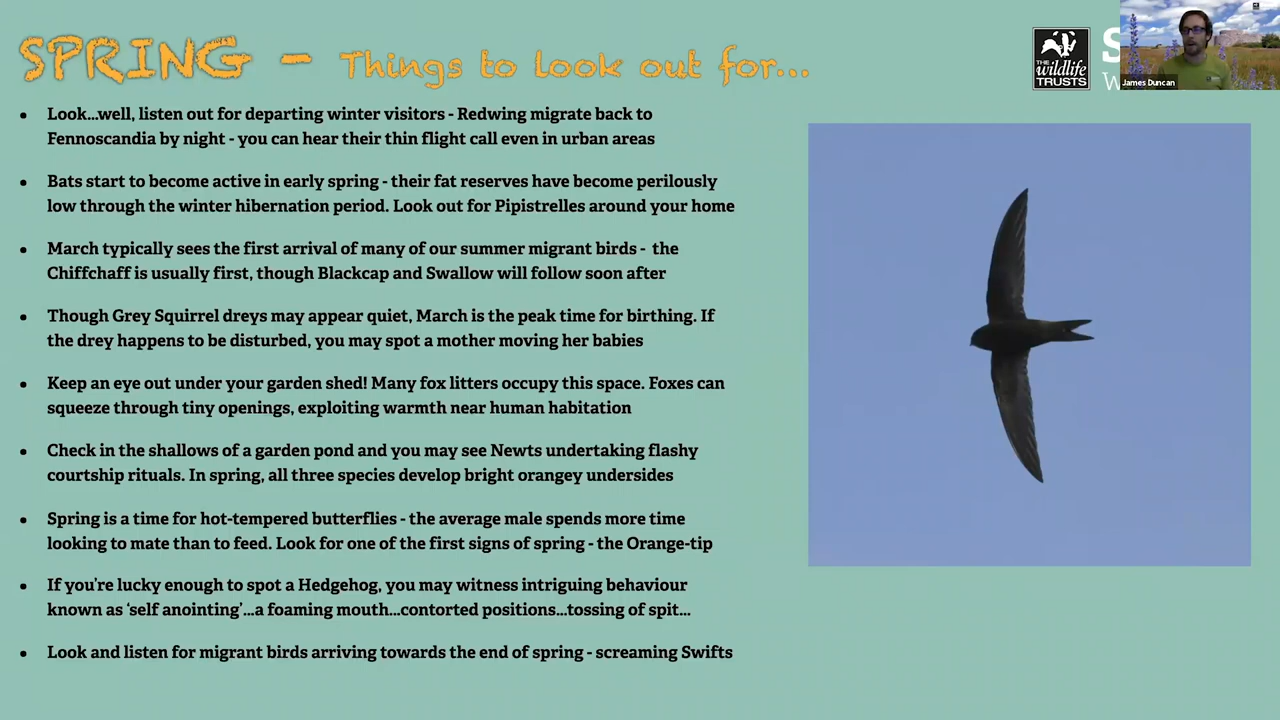 SPRING - Things to look out for...
THE
wildlife
TRUSTS
S
W
James Duncan
• Look...well, listen out for departing winter visitors - Redwing migrate back to
Fennoscandia by night - you can hear their thin flight call even in urban areas
• Bats start to become active in early spring - their fat reserves have become perilously
low through the winter hibernation period. Look out for Pipistrelles around your home
• March typically sees the first arrival of many of our summer migrant birds - the
Chiffchaff is usually first, though Blackcap and Swallow will follow soon after
• Though Grey Squirrel dreys may appear quiet, March is the peak time for birthing. If
the drey happens to be disturbed, you may spot a mother moving her babies
• Keep an eye out under your garden shed! Many fox litters occupy this space. Foxes can
squeeze through tiny openings, exploiting warmth near human habitation
• Check in the shallows of a garden pond and you may see Newts undertaking flashy
courtship rituals. In spring, all three species develop bright orangey undersides
• Spring is a time for hot-tempered butterflies - the average male spends more time
looking to mate than to feed. Look for one of the first signs of spring - the Orange-tip
• If you're lucky enough to spot a Hedgehog, you may witness intriguing behaviour
known as ‘self anointing’...a foaming mouth...contorted positions...tossing of spit...
• Look and listen for migrant birds arriving towards the end of spring - screaming Swifts